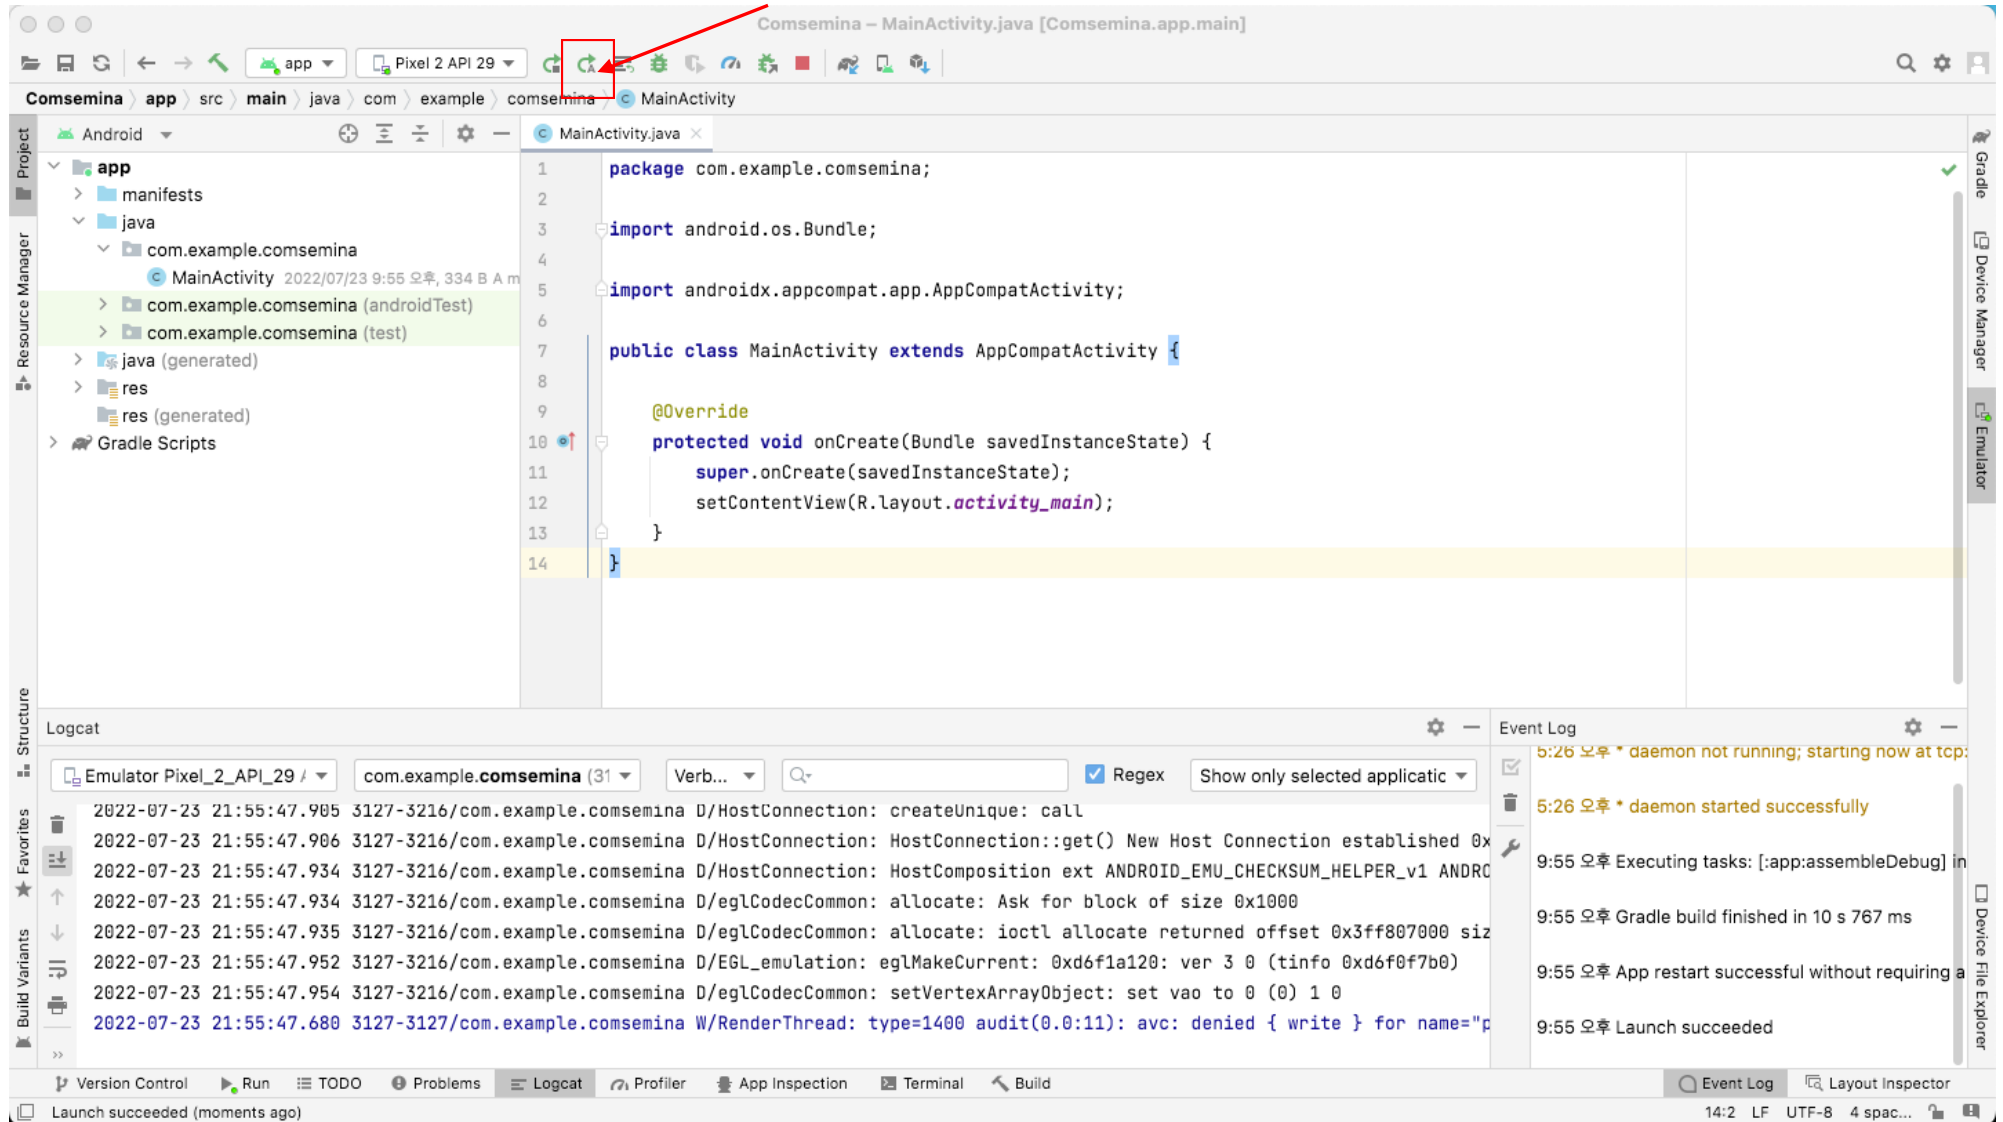 Comsemina – MainActivity.java [Comsemina.app.main]
app
Pixel 2 API 29
Comsemina app src main java com example comsemina MainActivity
Android
MainActivity.java
Project
Resource Manager
Structure
Favorites
Build Variants
app
manifests
java
com.example.comsemina
MainActivity 2022/07/23 9:55 오후, 334 B A m
com.example.comsemina (androidTest)
com.example.comsemina (test)
java (generated)
res
res (generated)
Gradle Scripts
1 package com.example.comsemina;
2
3 import android.os.Bundle;
4
5 import androidx.appcompat.app.AppCompatActivity;
6
7 public class MainActivity extends AppCompatActivity {
8
9 @Override
10 protected void onCreate(Bundle savedInstanceState) {
11 super.onCreate(savedInstanceState);
12 setContentView(R.layout.activity_main);
13 }
14 }
Gradle
Device Manager
Emulator
Device File Explorer
Logcat
Emulator Pixel_2_API_29
com.example.comsemina (31
Verb...
Regex
Show only selected applicatic
2022-07-23 21:55:47.905 3127-3216/com.example.comsemina D/HostConnection: createUnique: call
2022-07-23 21:55:47.906 3127-3216/com.example.comsemina D/HostConnection: HostConnection::get() New Host Connection established 0x
2022-07-23 21:55:47.934 3127-3216/com.example.comsemina D/HostConnection: HostComposition ext ANDROID_EMU_CHECKSUM_HELPER_v1 ANDRO
2022-07-23 21:55:47.934 3127-3216/com.example.comsemina D/eglCodecCommon: allocate: Ask for block of size 0x1000
2022-07-23 21:55:47.935 3127-3216/com.example.comsemina D/eglCodecCommon: allocate: ioctl allocate returned offset 0x3ff807000 siz
2022-07-23 21:55:47.952 3127-3216/com.example.comsemina D/EGL_emulation: eglMakeCurrent: 0xd6f1a120: ver 3 0 (tinfo 0xd6f0f7b0)
2022-07-23 21:55:47.954 3127-3216/com.example.comsemina D/eglCodecCommon: setVertexArrayObject: set vao to 0 (0) 1 0
2022-07-23 21:55:47.680 3127-3127/com.example.comsemina W/RenderThread: type=1400 audit(0.0:11): avc: denied { write } for name="p
Event Log
5:26 오후 * daemon not running; starting now at tcp:
5:26 오후 * daemon started successfully
9:55 오후 Executing tasks: [:app:assembleDebug] in
9:55 오후 Gradle build finished in 10 s 767 ms
9:55 오후 App restart successful without requiring a
9:55 오후 Launch succeeded
Version Control Run TODO Problems Logcat Profiler App Inspection Terminal Build Event Log Layout Inspector
Launch succeeded (moments ago)
14:2 LF UTF-8 4 spac...